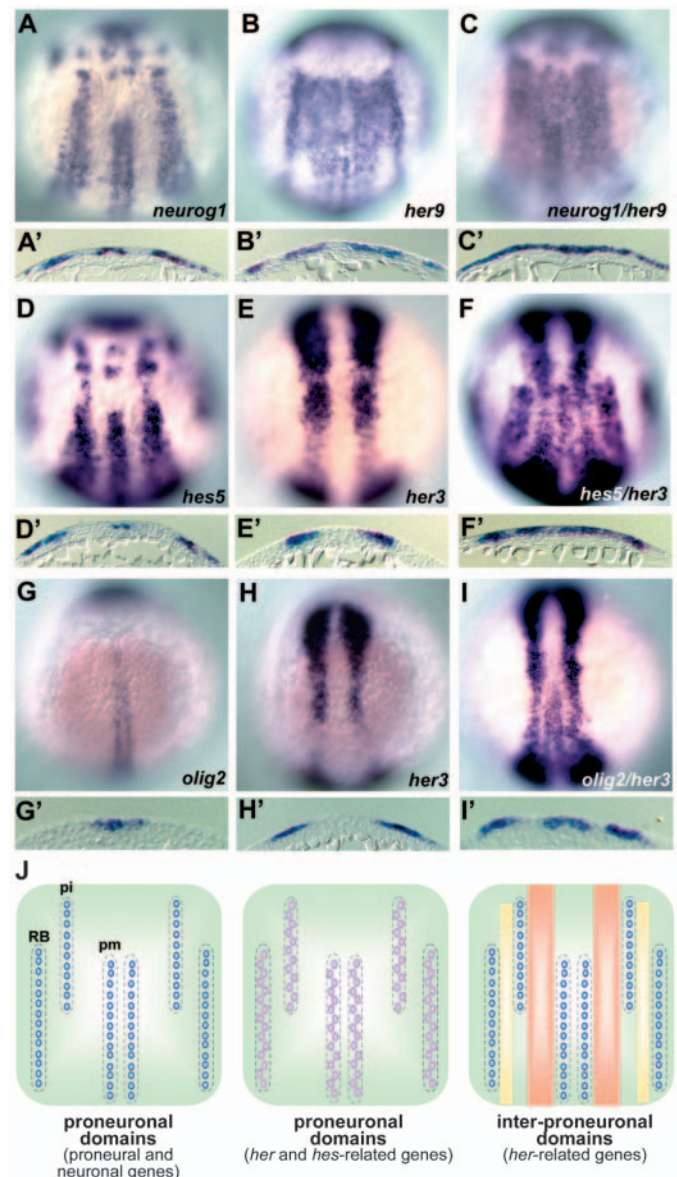 A
B
C
neurog1
her9
neurog1/her9
A'
B'
C'
D
E
F
hes5
her3
hes5/her3
D'
E'
F'
G
H
I
olig2
her3
olig2/her3
G'
H'
I'
J
pi
RB
pm
proneuronal
domains
(proneural and
neuronal genes)
proneuronal
domains
(her and hes-related genes)
inter-proneuronal
domains
(her-related genes)